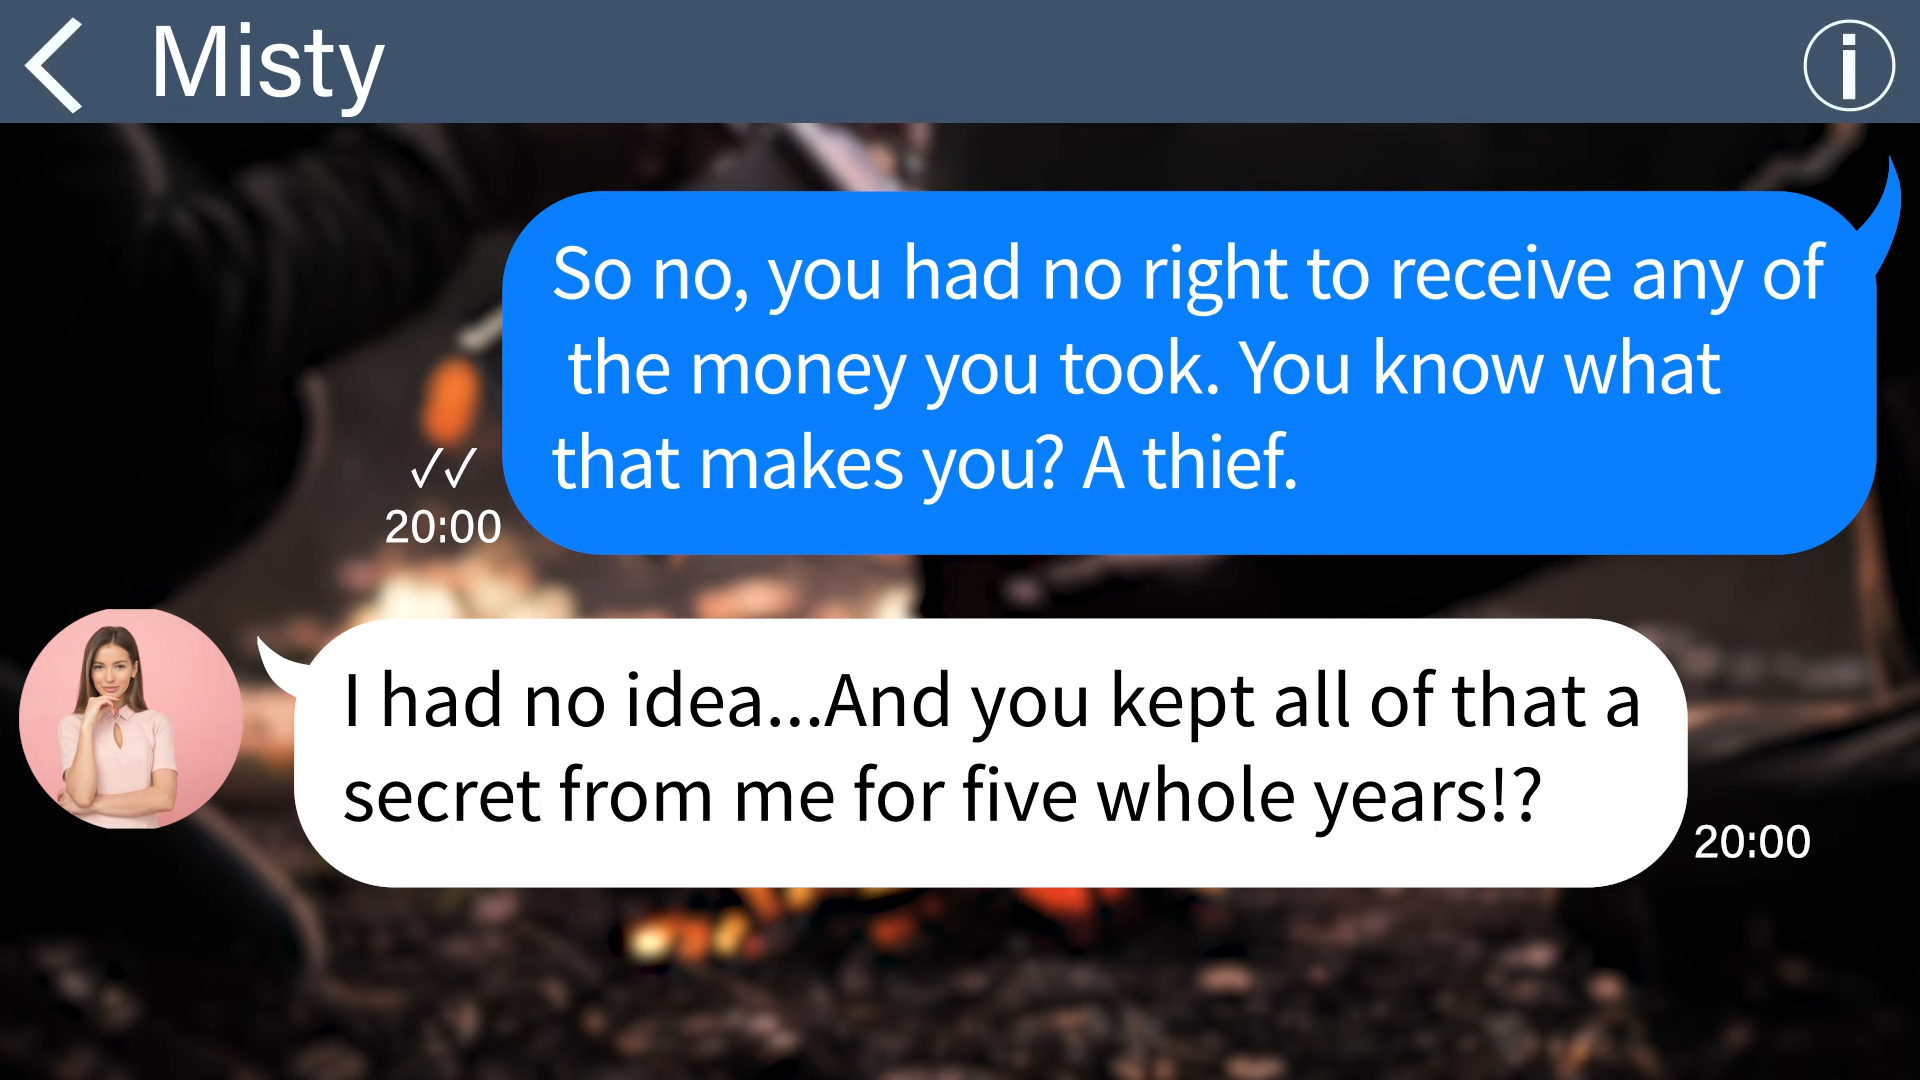 Misty
So no, you had no right to receive any of
the money you took. You know what
that makes you? A thief.
✓✓
20:00
I had no idea...And you kept all of that a
secret from me for five whole years!?
20:00